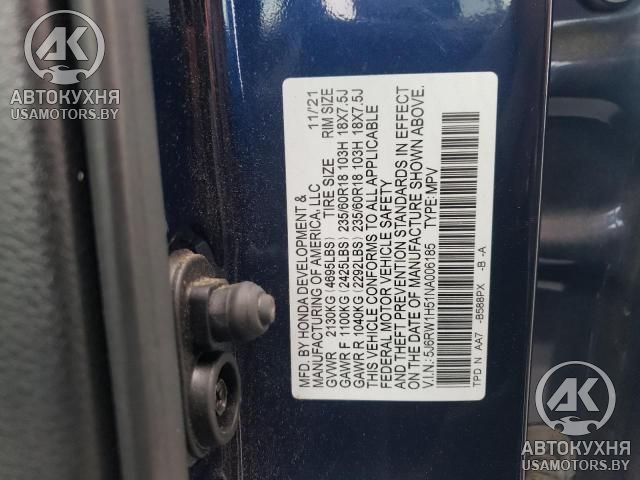 MFD. BY HONDA DEVELOPMENT &
MANUFACTURING OF AMERICA, LLC 11/21
GVWR 2130KG (4695LBS) TIRE SIZE RIM SIZE
GAWR F 1100KG (2425LBS) 235/60R18 103H 18X7.5J
GAWR R 1040KG (2292LBS) 235/60R18 103H 18X7.5J
THIS VEHICLE CONFORMS TO ALL APPLICABLE
FEDERAL MOTOR VEHICLE SAFETY
AND THEFT PREVENTION STANDARDS IN EFFECT
ON THE DATE OF MANUFACTURE SHOWN ABOVE.
V.I.N.:5J6RW1H51NA006185 TYPE:MPV
TPD N AA7 -B588PX -B -A
АК
АВТОКУХНЯ
USAMOTORS.BY
АК
АВТОКУХНЯ
USAMOTORS.BY